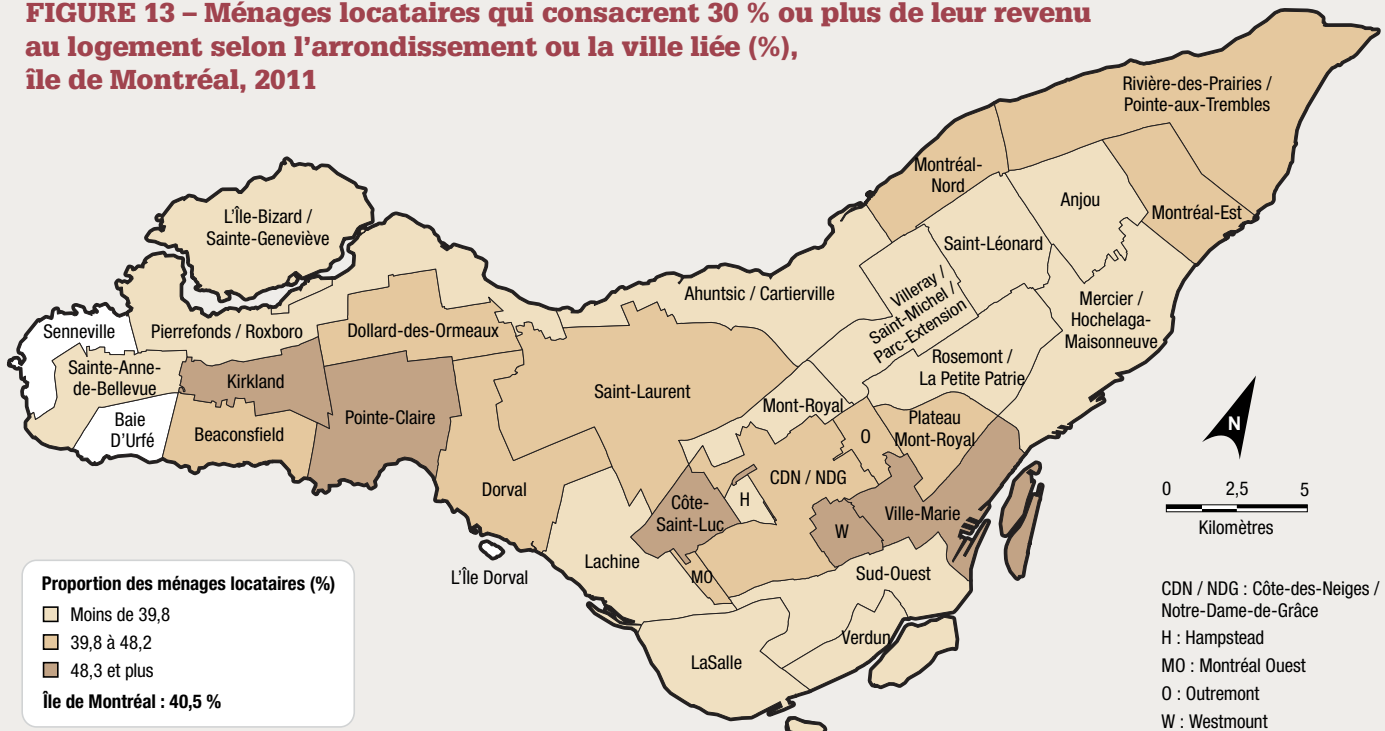 FIGURE 13 – Ménages locataires qui consacrent 30 % ou plus de leur revenu
au logement selon l'arrondissement ou la ville liée (%),
île de Montréal, 2011
Rivière-des-Prairies /
Pointe-aux-Trembles
Montréal-
Nord
Anjou
Montréal-Est
L'Île-Bizard /
Sainte-Geneviève
Saint-Léonard
Ahuntsic / Cartierville
Villeray /
Saint-Michel /
Parc-Extension
Mercier /
Hochelaga-
Maisonneuve
Senneville
Pierrefonds / Roxboro
Dollard-des-Ormeaux
Sainte-Anne-
de-Bellevue
Kirkland
Rosemont /
La Petite Patrie
Saint-Laurent
Baie
D'Urfé
Beaconsfield
Pointe-Claire
Mont-Royal
O
Plateau
Mont-Royal
N
Dorval
CDN / NDG
Côte-
Saint-Luc
H
W
Ville-Marie
0 2,5 5
Kilomètres
L'Île Dorval
Lachine
MO
Sud-Ouest
Verdun
LaSalle
Proportion des ménages locataires (%)
Moins de 39,8
39,8 à 48,2
48,3 et plus
Île de Montréal : 40,5 %
CDN / NDG : Côte-des-Neiges /
Notre-Dame-de-Grâce
H : Hampstead
MO : Montréal Ouest
O : Outremont
W : Westmount